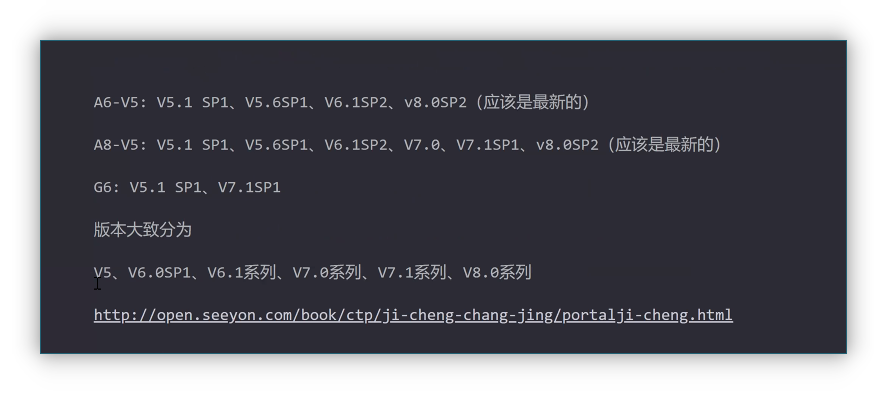 A6-V5: V5.1 SP1、V5.6SP1、V6.1SP2、v8.0SP2（应该是最新的）
A8-V5: V5.1 SP1、V5.6SP1、V6.1SP2、V7.0、V7.1SP1、v8.0SP2（应该是最新的）
G6: V5.1 SP1、V7.1SP1
版本大致分为
V5、V6.0SP1、V6.1系列、V7.0系列、V7.1系列、V8.0系列
http://open.seeyon.com/book/ctp/ji-cheng-chang-jing/portalji-cheng.html